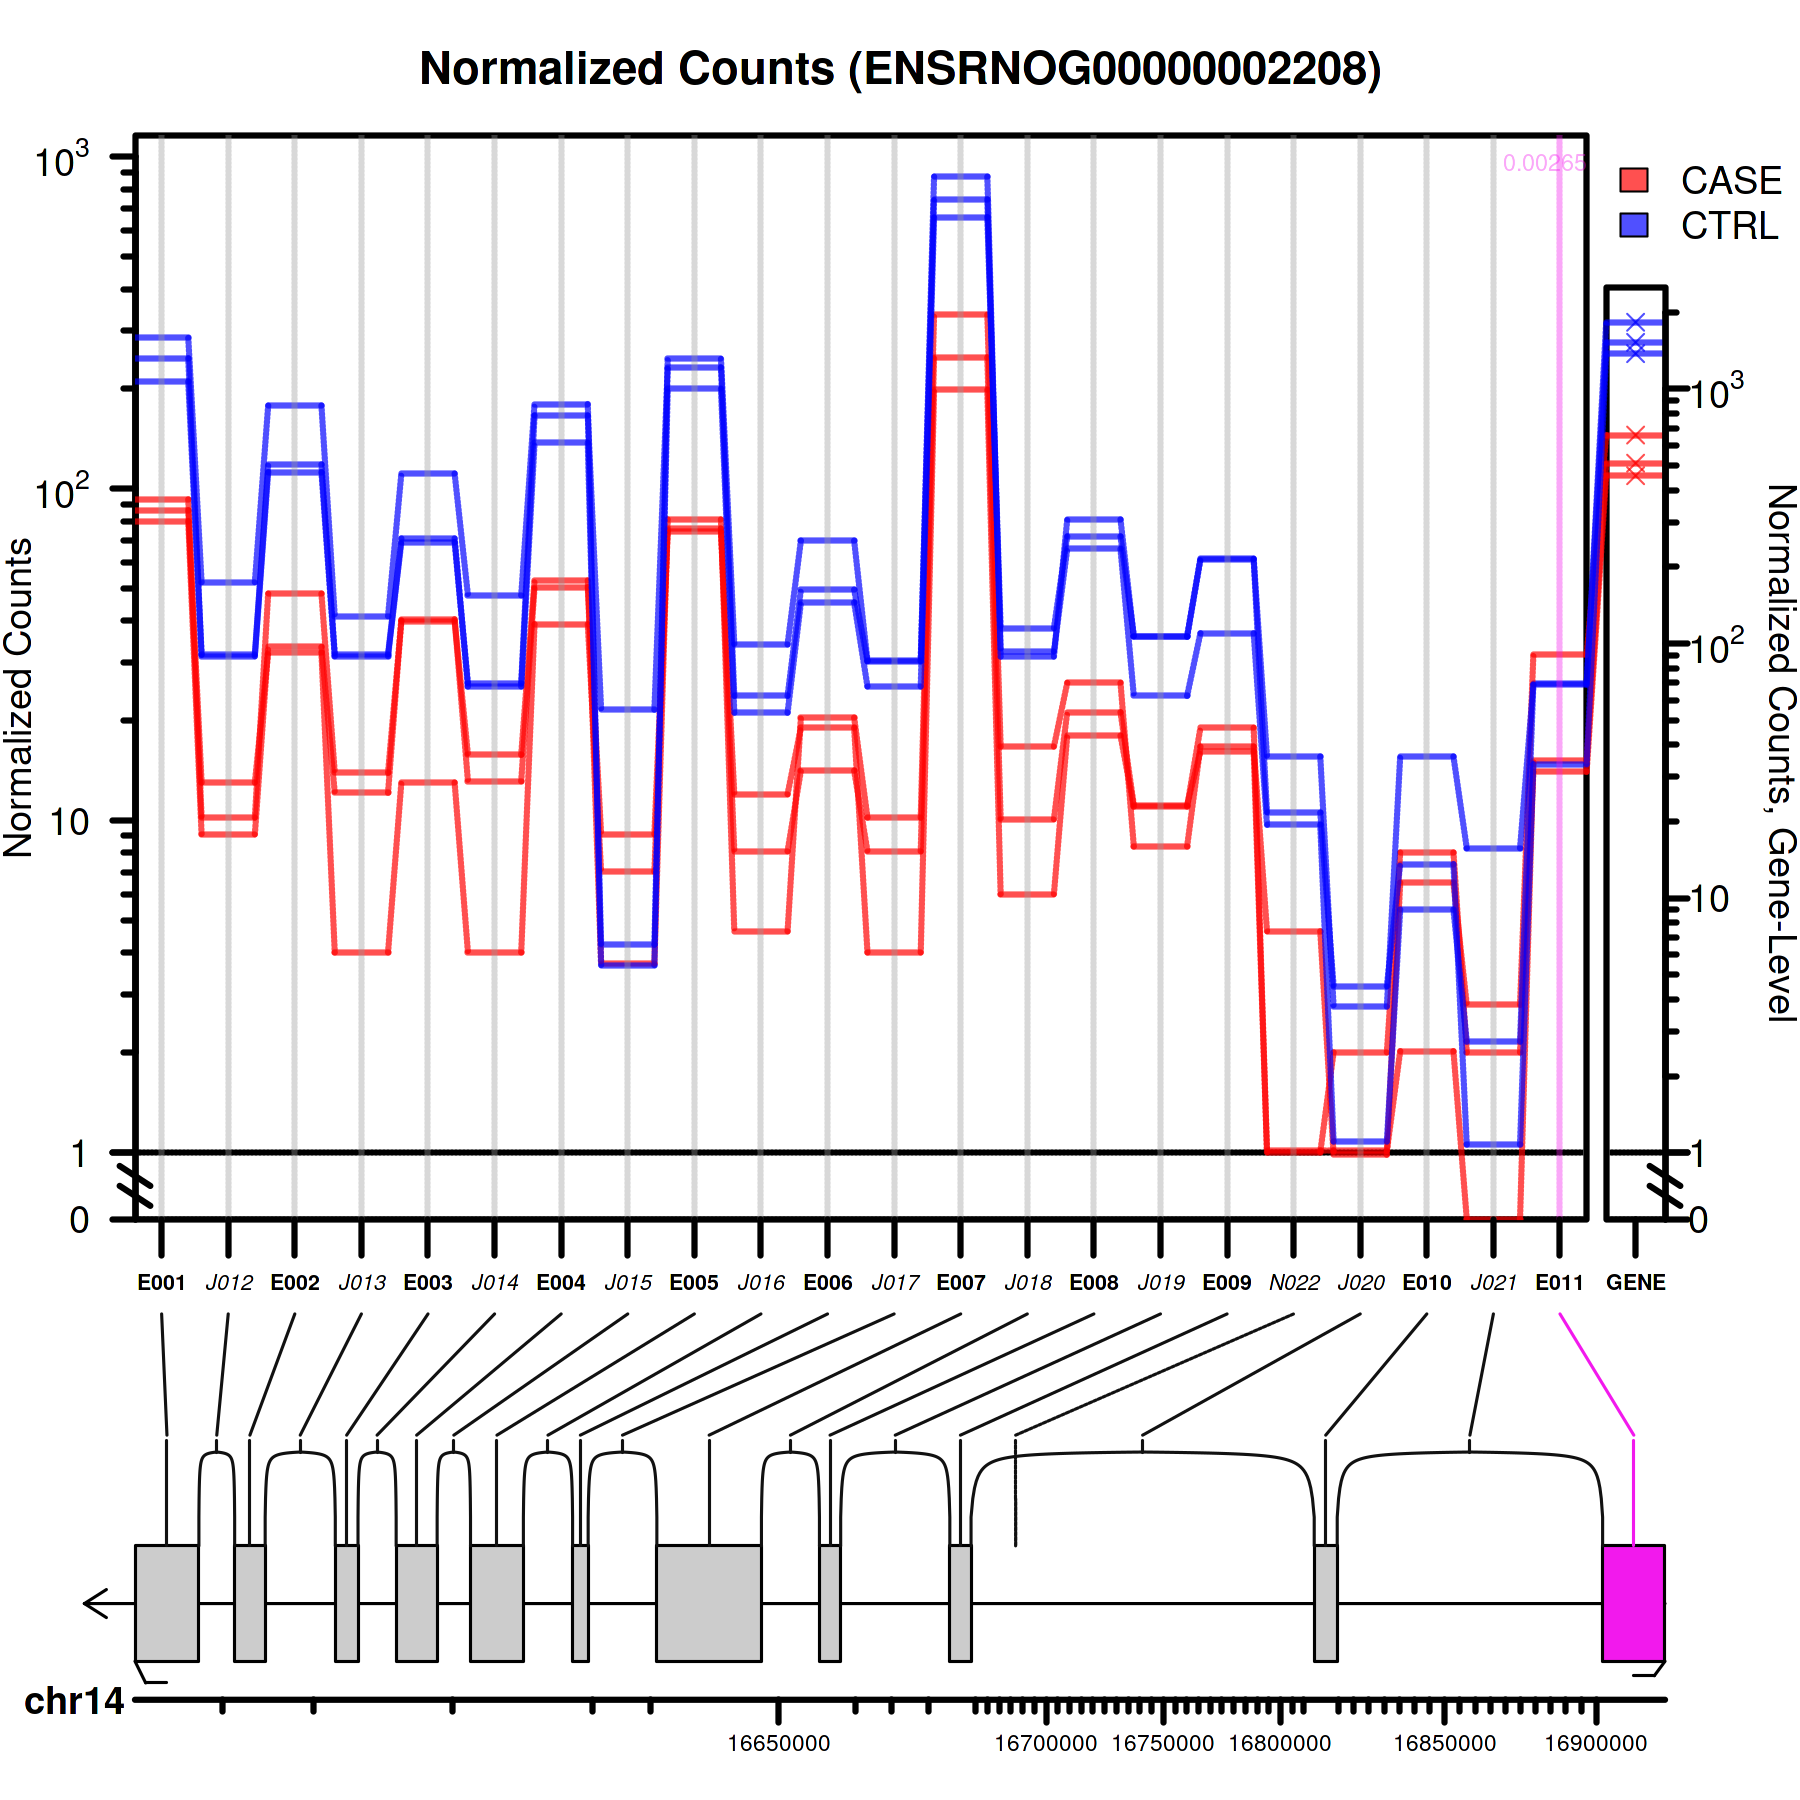 Normalized Counts (ENSRNOG00000002208)
10³
10²
10
1
0
Normalized Counts
0.00265
CASE
CTRL
10³
10²
10
1
0
Normalized Counts, Gene-Level
E001 J012 E002 J013 E003 J014 E004 J015 E005 J016 E006 J017 E007 J018 E008 J019 E009 N022 J020 E010 J021 E011 GENE
chr14
16650000 16700000 16750000 16800000 16850000 16900000